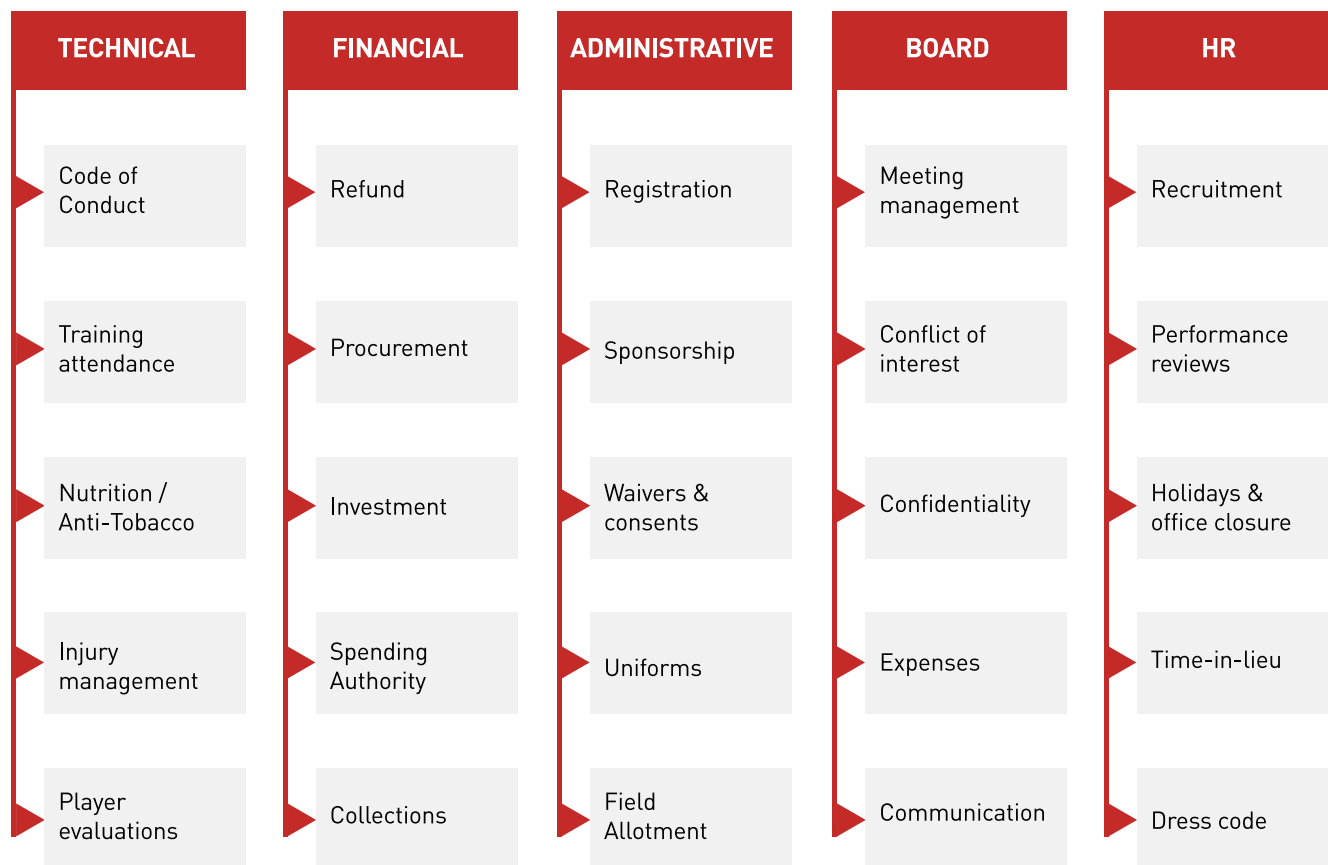 TECHNICAL
Code of
Conduct
Training
attendance
Nutrition /
Anti-Tobacco
Injury
management
Player
evaluations
FINANCIAL
Refund
Procurement
Investment
Spending
Authority
Collections
ADMINISTRATIVE
Registration
Sponsorship
Waivers &
consents
Uniforms
Field
Allotment
BOARD
Meeting
management
Conflict of
interest
Confidentiality
Expenses
Communication
HR
Recruitment
Performance
reviews
Holidays &
office closure
Time-in-lieu
Dress code